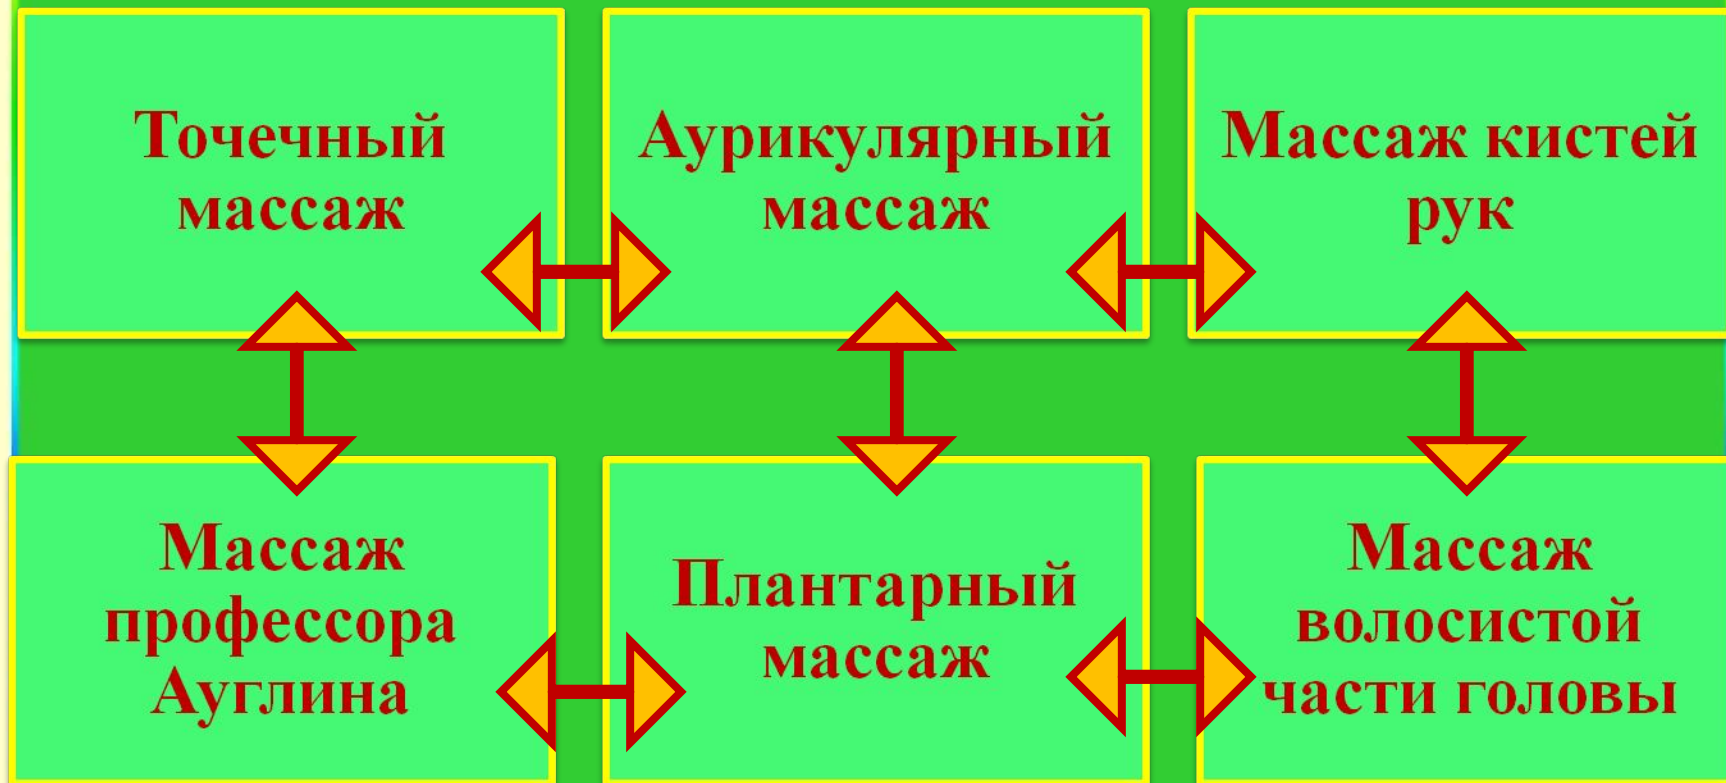 Точечный
массаж
Аурикулярный
массаж
Массаж кистей
рук
Массаж
профессора
Ауглина
Плантарный
массаж
Массаж
волосистой
части головы